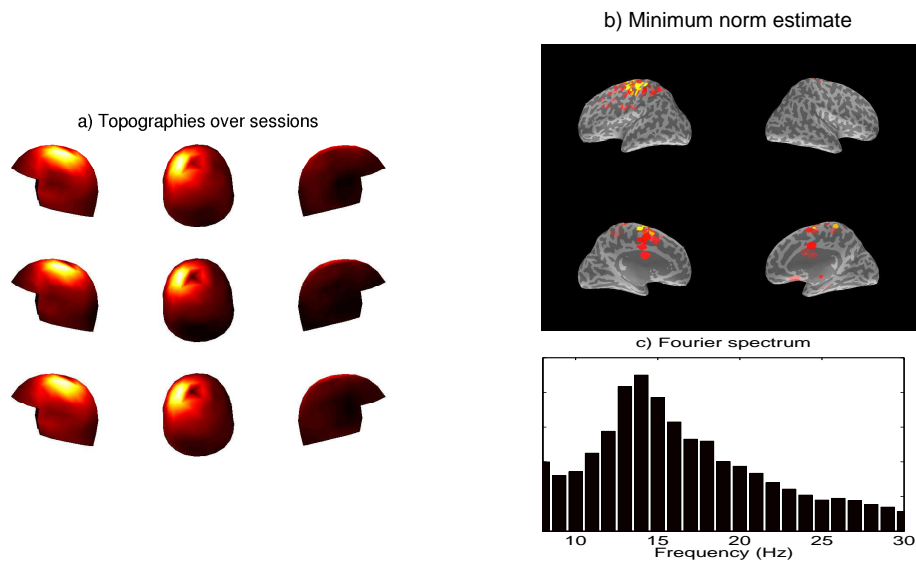 b) Minimum norm estimate
a) Topographies over sessions
c) Fourier spectrum
10 15 20 25 30
Frequency (Hz)